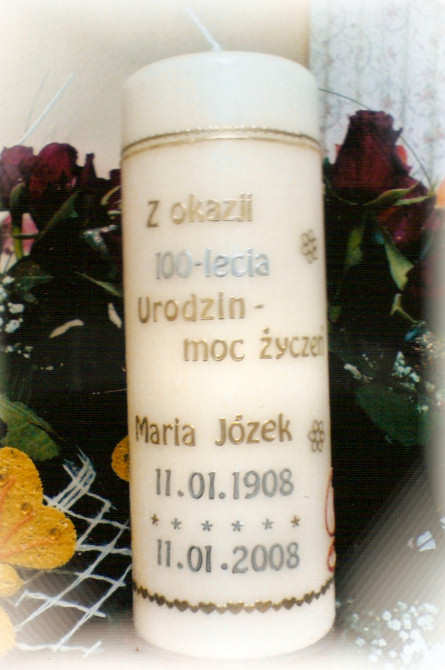 Z okazji
100-lecia
Urodzin -
moc życzeń
Maria Józek
11.01.1908
* * * * * *
11.01.2008